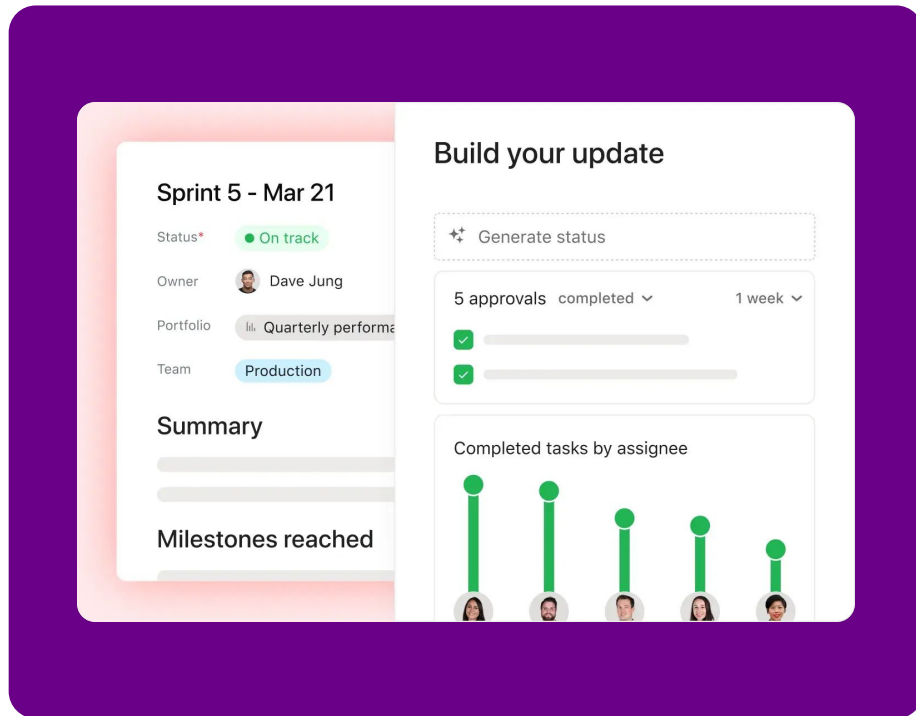 Sprint 5 - Mar 21
Status* On track
Owner Dave Jung
Portfolio Quarterly
Team Production
Summary
Milestones reached
Build your update
Generate status
5 approvals completed 1 week
Completed tasks by assignee